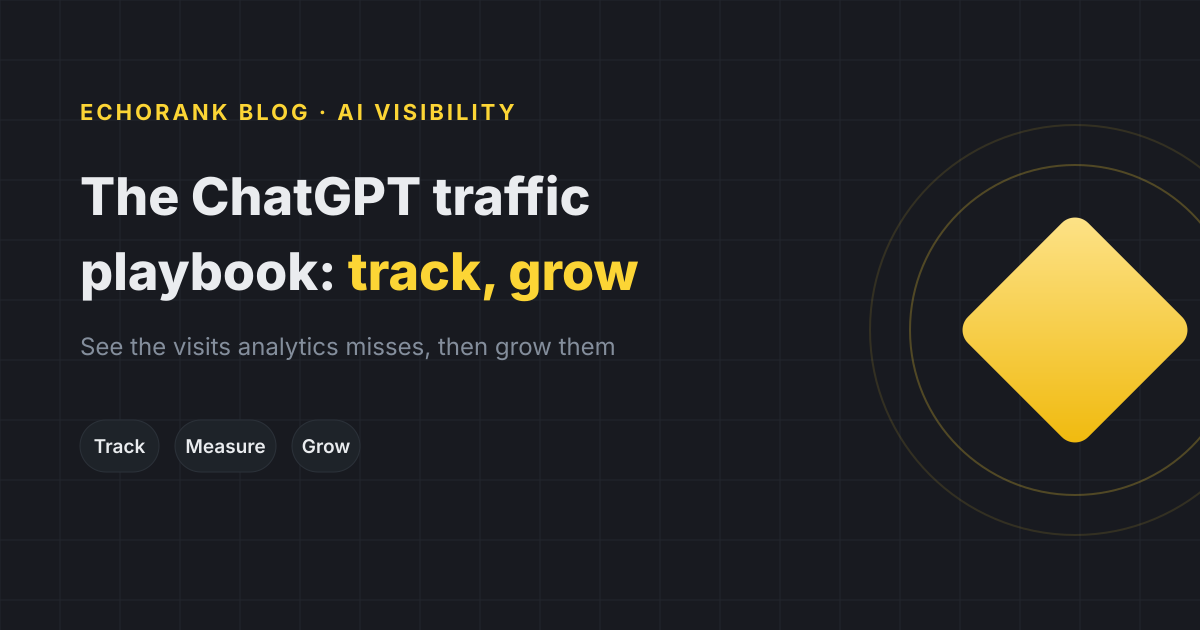 ECHORANK BLOG · AI VISIBILITY
The ChatGPT traffic
playbook: track, grow
See the visits analytics misses, then grow them
Track Measure Grow